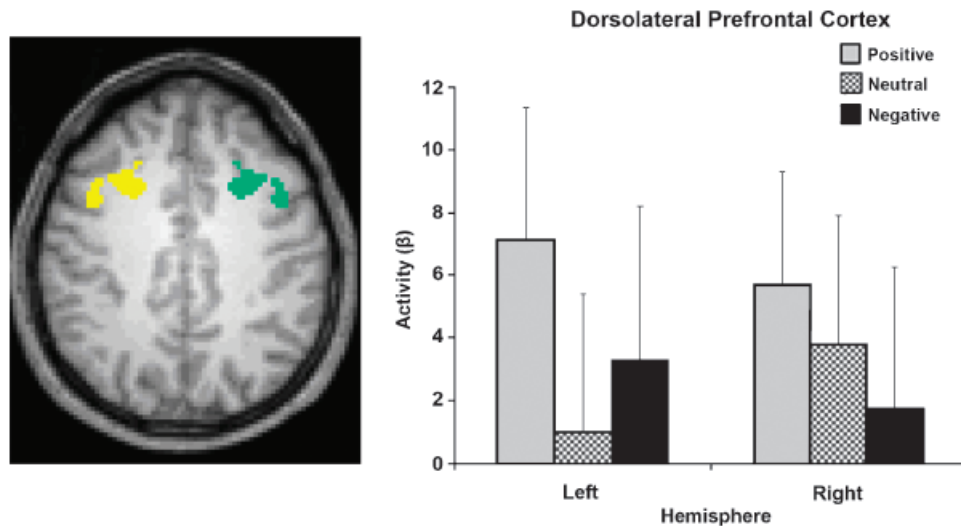 Dorsolateral Prefrontal Cortex
Positive
Neutral
Negative
12
10
8
6
4
2
0
Activity (β)
Left
Right
Hemisphere